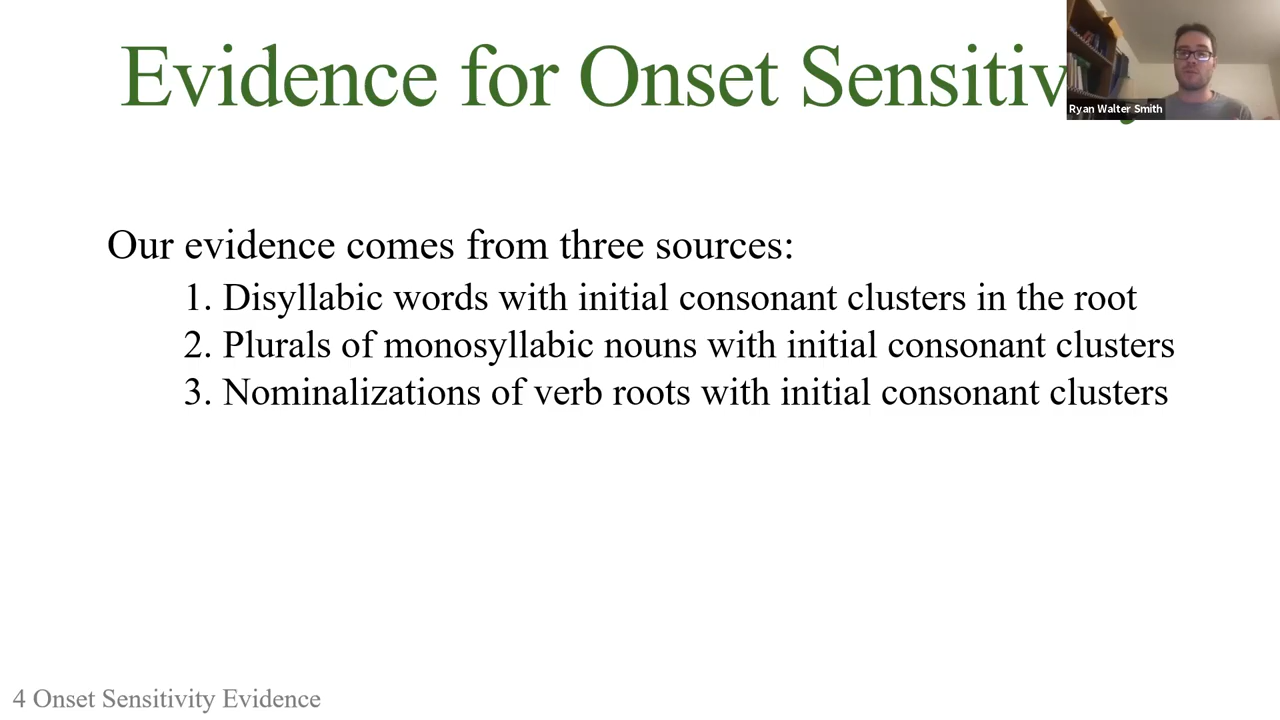 Evidence for Onset Sensitiv
Ryan Walter Smith
Our evidence comes from three sources:
1. Disyllabic words with initial consonant clusters in the root
2. Plurals of monosyllabic nouns with initial consonant clusters
3. Nominalizations of verb roots with initial consonant clusters
4 Onset Sensitivity Evidence